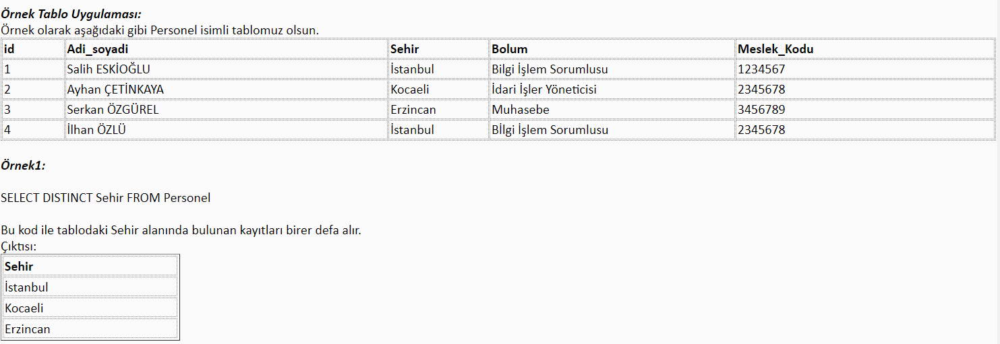 Örnek Tablo Uygulaması:
Örnek olarak aşağıdaki gibi Personel isimli tablomuz olsun.
id Adi_soyadi Sehir Bolum Meslek_Kodu
1 Salih ESKİOĞLU İstanbul Bilgi İşlem Sorumlusu 1234567
2 Ayhan ÇETİNKAYA Kocaeli İdari İşler Yöneticisi 2345678
3 Serkan ÖZGÜREL Erzincan Muhasebe 3456789
4 İlhan ÖZLÜ İstanbul Bİlgi İşlem Sorumlusu 2345678
Örnek1:
SELECT DISTINCT Sehir FROM Personel
Bu kod ile tablodaki Sehir alanında bulunan kayıtları birer defa alır.
Çıktısı:
Sehir
İstanbul
Kocaeli
Erzincan